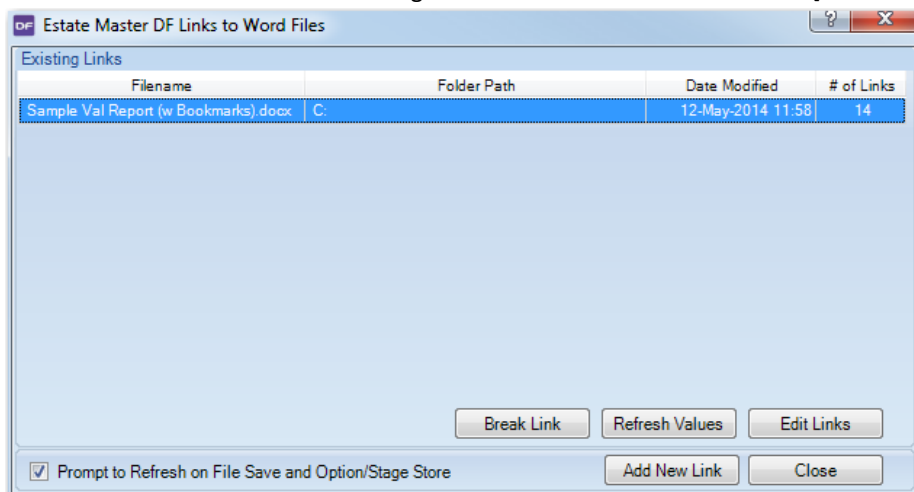 DF Estate Master DF Links to Word Files ? X
Existing Links
Filename Folder Path Date Modified # of Links
Sample Val Report (w Bookmarks).docx C: 12-May-2014 11:58 14
Break Link Refresh Values Edit Links
Prompt to Refresh on File Save and Option/Stage Store Add New Link Close